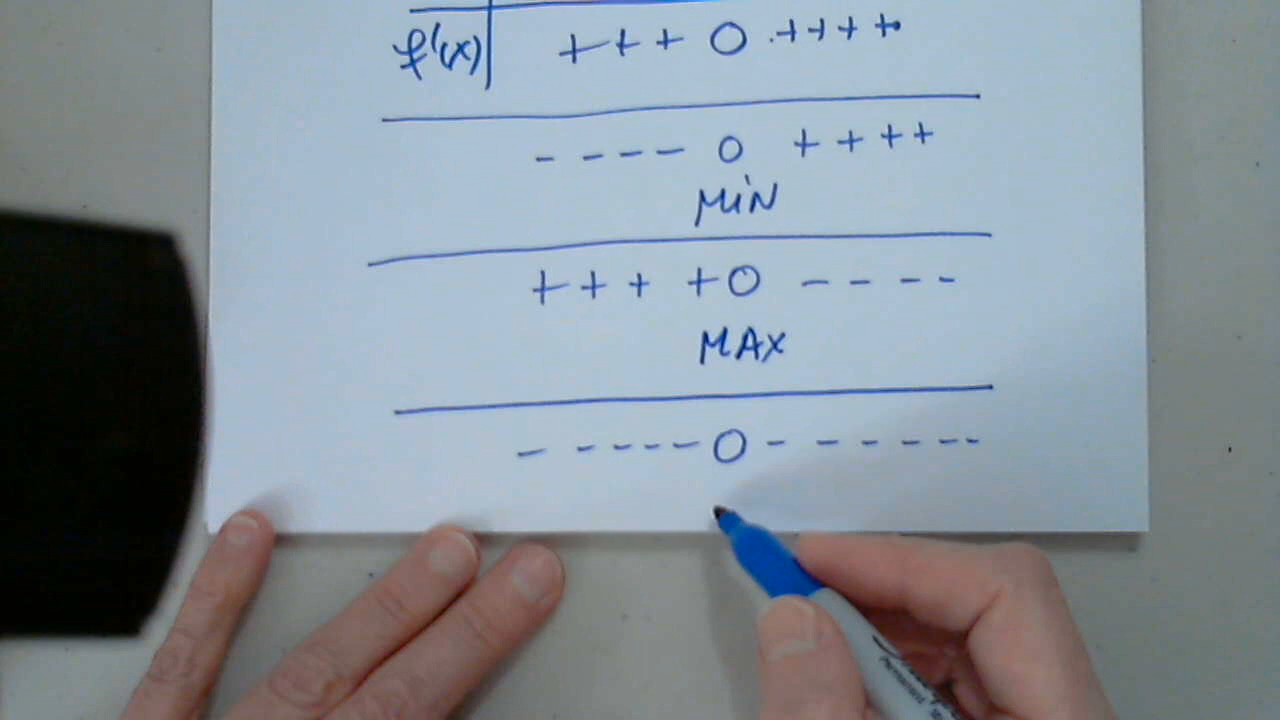 f'(x) | + + + 0 + + + +
- - - - 0 + + + +
MIN
+ + + + 0 - - - -
MAX
- - - - - 0 - - - - - -